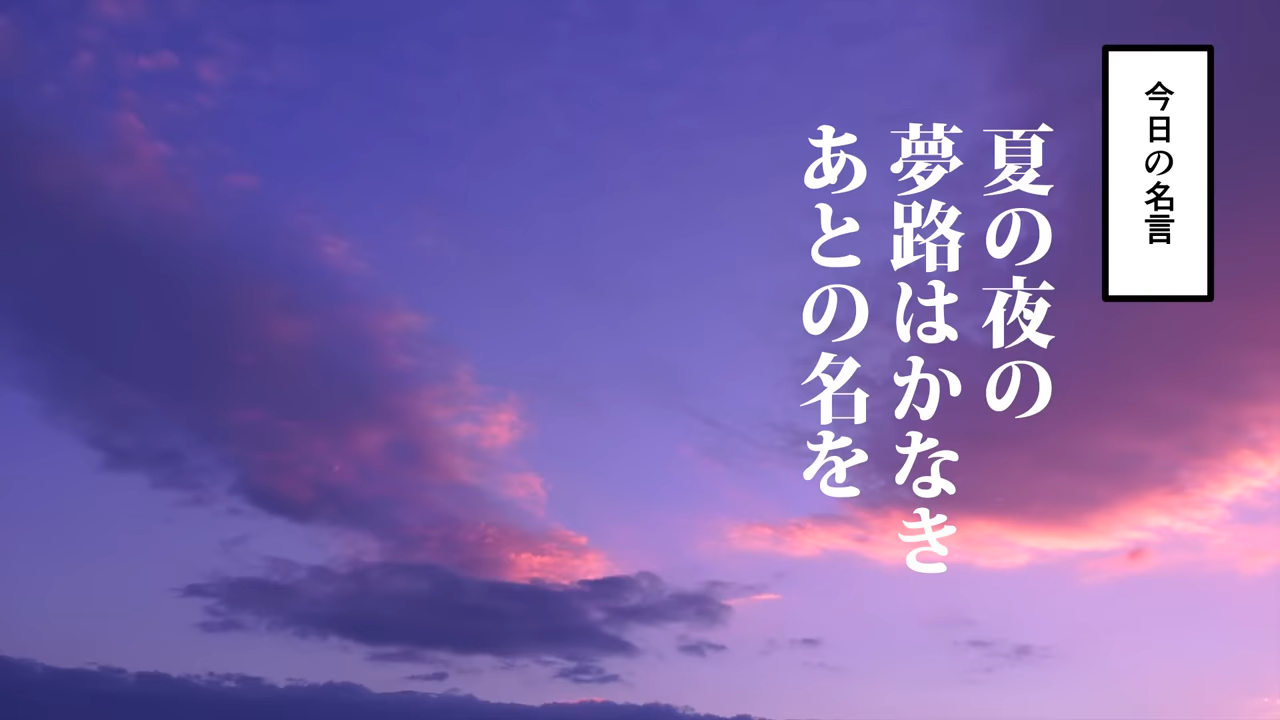 今日の名言
夏の夜の
夢路はかなき
あとの名を